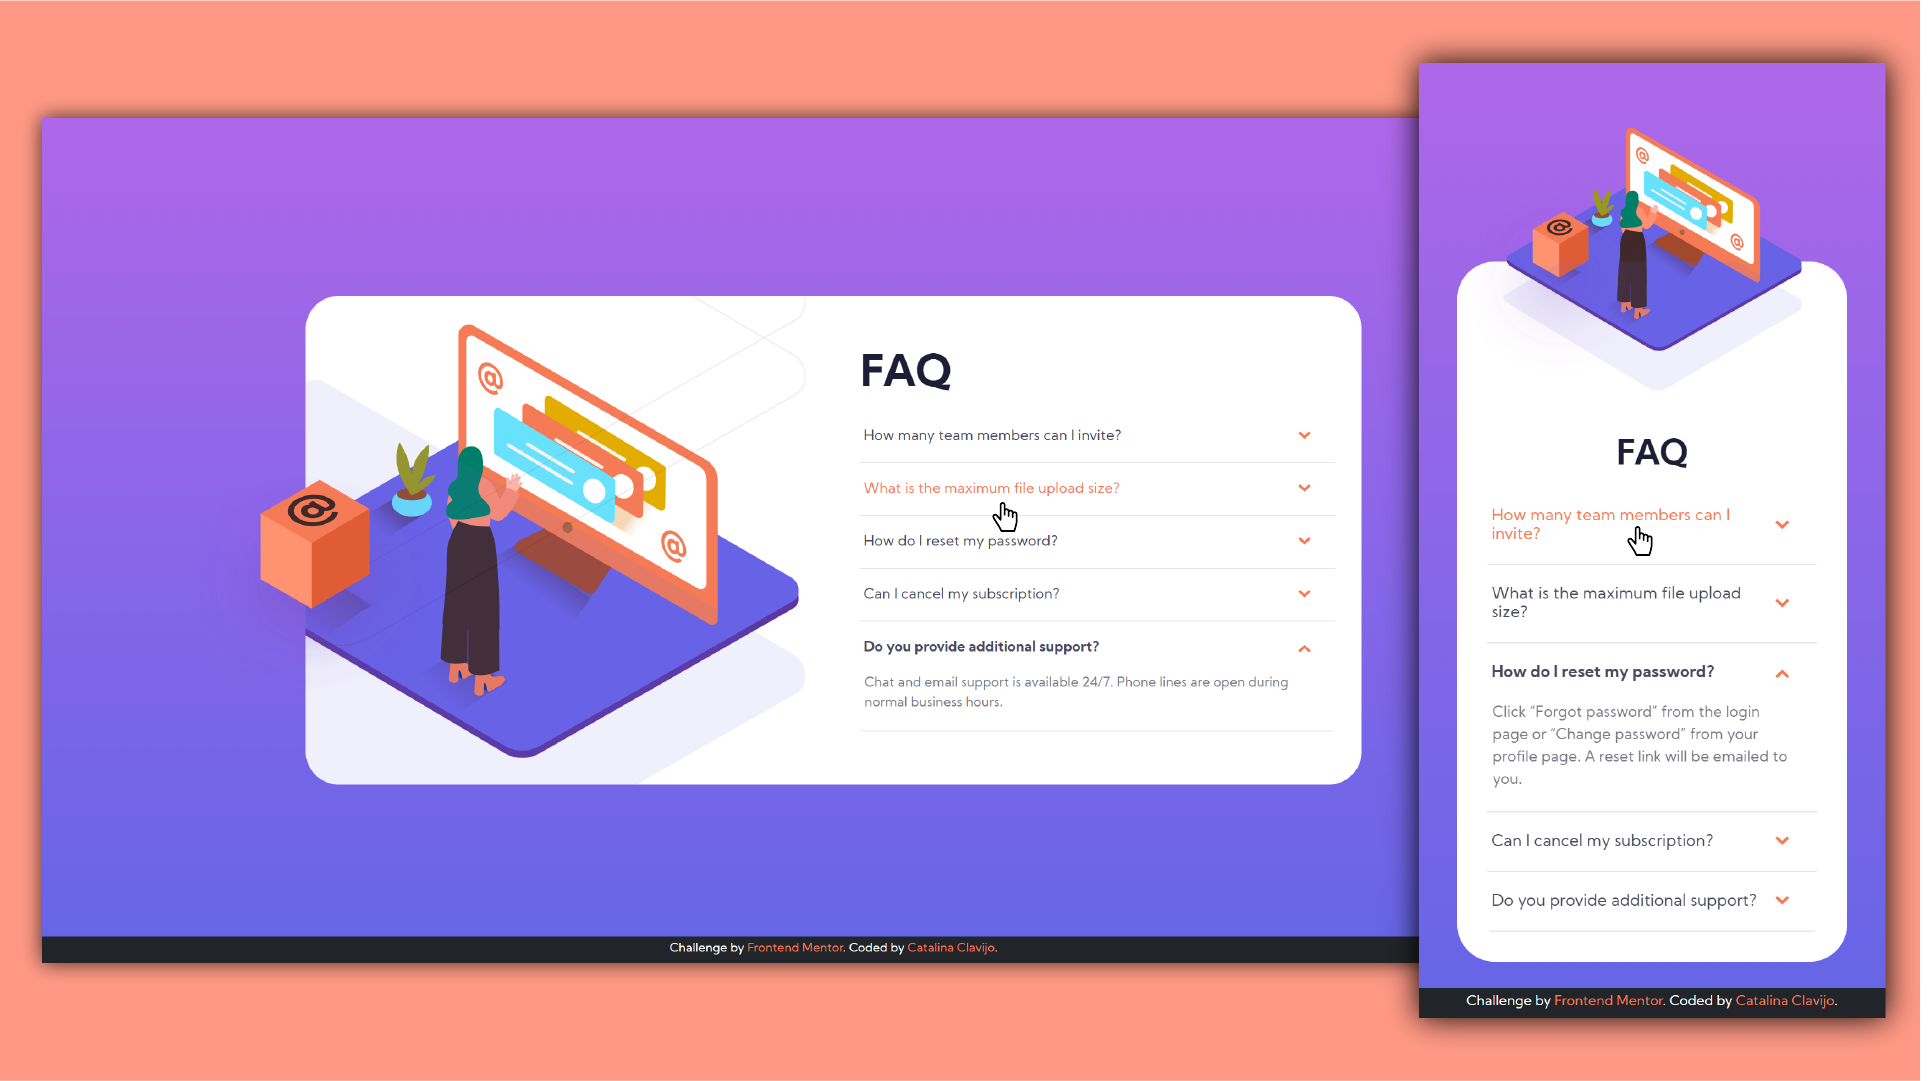 FAQ
How many team members can I invite?
What is the maximum file upload size?
How do I reset my password?
Can I cancel my subscription?
Do you provide additional support?
Chat and email support is available 24/7. Phone lines are open during
normal business hours.
Challenge by Frontend Mentor. Coded by Catalina Clavijo.
@
@
@
@
@
@
FAQ
How many team members can I
invite?
What is the maximum file upload
size?
How do I reset my password?
Click “Forgot password” from the login
page or “Change password” from your
profile page. A reset link will be emailed to
you.
Can I cancel my subscription?
Do you provide additional support?
Challenge by Frontend Mentor. Coded by Catalina Clavijo.